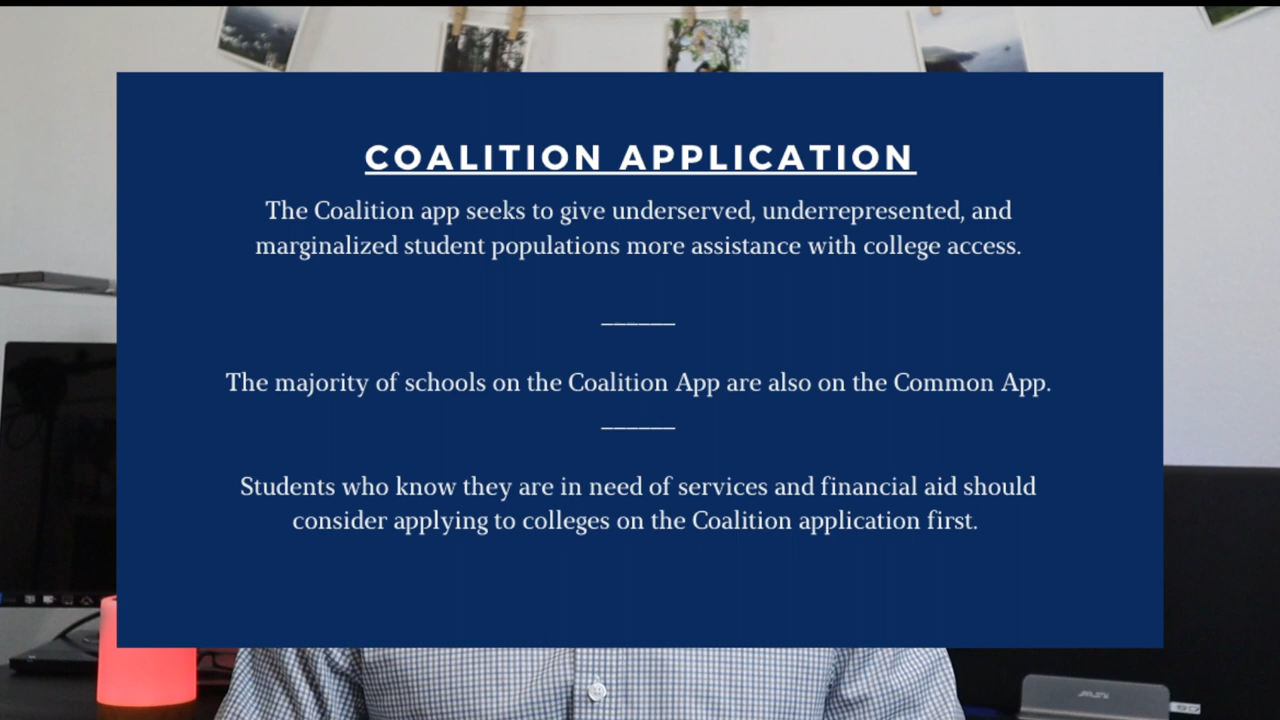 COALITION APPLICATION
The Coalition app seeks to give underserved, underrepresented, and
marginalized student populations more assistance with college access.
______
The majority of schools on the Coalition App are also on the Common App.
______
Students who know they are in need of services and financial aid should
consider applying to colleges on the Coalition application first.